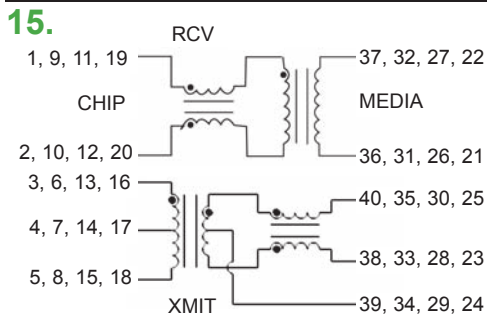 15.
RCV
1, 9, 11, 19
37, 32, 27, 22
CHIP
MEDIA
2, 10, 12, 20
36, 31, 26, 21
3, 6, 13, 16
40, 35, 30, 25
4, 7, 14, 17
38, 33, 28, 23
5, 8, 15, 18
XMIT
39, 34, 29, 24